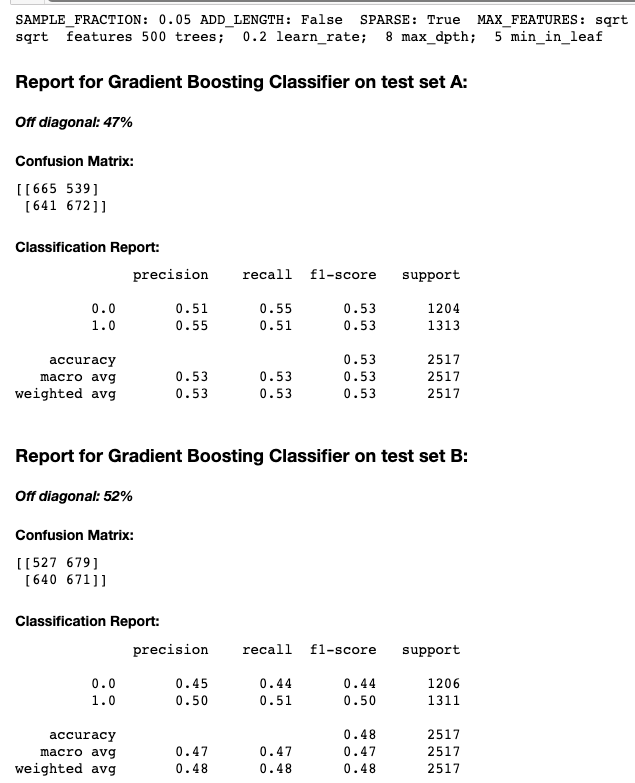 SAMPLE_FRACTION: 0.05 ADD_LENGTH: False  SPARSE: True  MAX_FEATURES: sqrt
sqrt  features 500 trees;  0.2 learn_rate;  8 max_dpth;  5 min_in_leaf
Report for Gradient Boosting Classifier on test set A:
Off diagonal: 47%
Confusion Matrix:
[[665 539]
 [641 672]]
Classification Report:
              precision    recall  f1-score   support
         0.0       0.51      0.55      0.53      1204
         1.0       0.55      0.51      0.53      1313
    accuracy                           0.53      2517
   macro avg       0.53      0.53      0.53      2517
weighted avg       0.53      0.53      0.53      2517
Report for Gradient Boosting Classifier on test set B:
Off diagonal: 52%
Confusion Matrix:
[[527 679]
 [640 671]]
Classification Report:
              precision    recall  f1-score   support
         0.0       0.45      0.44      0.44      1206
         1.0       0.50      0.51      0.50      1311
    accuracy                           0.48      2517
   macro avg       0.47      0.47      0.47      2517
weighted avg       0.48      0.48      0.48      2517